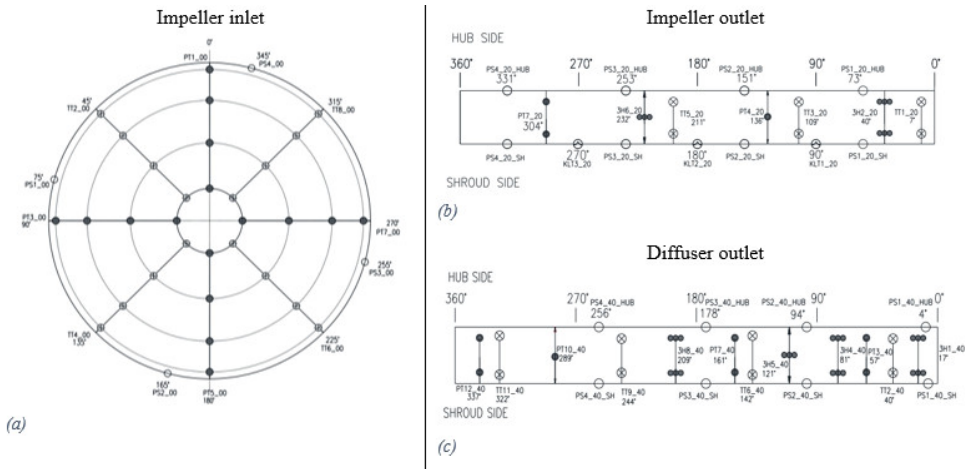 Impeller inlet
(a)
0'
PT1_00
345'
PS4_00
45'
TT2_00
315'
TT8_00
75'
PS1_00
PT3_00
90'
270'
PT7_00
255'
PS3_00
TT4_00
135'
225'
TT6_00
165'
PS2_00
PT5_00
180'
Impeller outlet
HUB SIDE
360° 270° 180° 90° 0°
PS4_20_HUB PS3_20_HUB PS2_20_HUB PS1_20_HUB
331° 253° 151° 73°
PT7_20
304°
3H6_20
232°
TT5_20
211°
PT4_20
136°
TT3_20
109°
3H2_20
40°
TT1_20
7°
PS4_20_SH 270° PS3_20_SH 180° PS2_20_SH 90° PS1_20_SH
KLT3_20 KLT2_20 KLT1_20
SHROUD SIDE
(b)
Diffuser outlet
HUB SIDE
360° 270° 180° 90° 0°
PS4_40_HUB PS3_40_HUB PS2_40_HUB PS1_40_HUB
256° 178° 94° 4°
PT12_40
337°
TT11_40
322°
PT10_40
289°
TT9_40
244°
3H8_40
209°
PT7_40
161°
TT6_40
142°
3H5_40
121°
3H4_40
81°
PT3_40
57°
TT2_40
40°
3H1_40
17°
PS4_40_SH PS3_40_SH PS2_40_SH PS1_40_SH
SHROUD SIDE
(c)